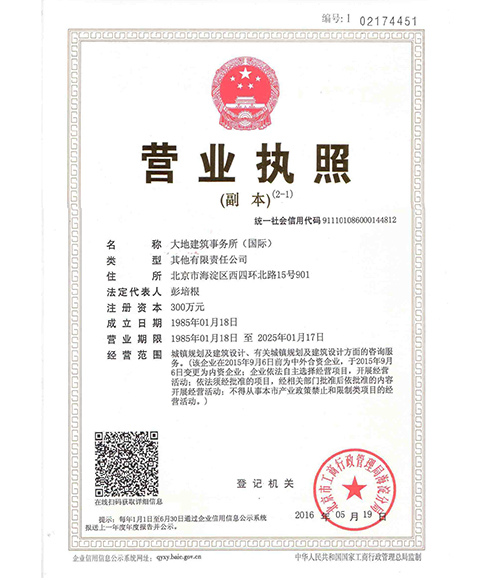 编号:1 02174451
营业执照
(副 本)(2-1)
统一社会信用代码 911101086000144812
名 称 大地建筑事务所（国际）
类 型 其他有限责任公司
住 所 北京市海淀区西四环北路15号901
法定代表人 彭培根
注册资本 300万元
成立日期 1985年01月18日
营业期限 1985年01月18日 至 2025年01月17日
经营范围 城镇规划及建筑设计、有关城镇规划及建筑设计方面的咨询服
务。(该企业在2015年9月6日前为中外合资企业，于2015年9月
6日变更为内资企业；企业依法自主选择经营项目，开展经营
活动；依法须经批准的项目，经相关部门批准后依批准的内容
开展经营活动；不得从事本市产业政策禁止和限制类项目的经
营活动。)
在线扫码获取详细信息
登记机关
北京市工商行政管理局海淀分局
2016 年 05 月 19 日
提示：每年1月1日至6月30日通过企业信用信息公示系统
报送上一年度年度报告并公示。
企业信用信息公示系统网址: qyxy.baic.gov.cn
中华人民共和国国家工商行政管理总局监制